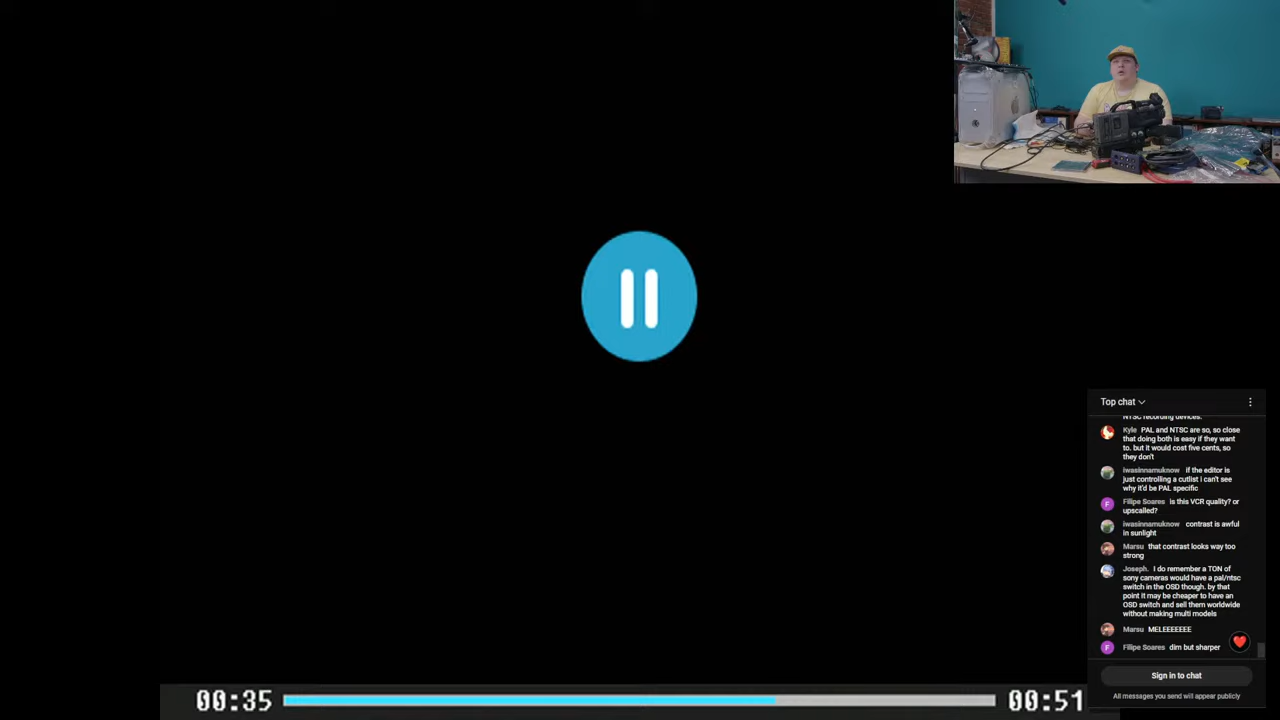 Top chat
NTSC recording devices.
Kyle PAL and NTSC are so, so close
that doing both is easy if they want
to. but it would cost five cents, so
they don't
iwasinnamuknow if the editor is
just controlling a cutlist I can't see
why it'd be PAL specific
Filipe Soares is this VCR quality? or
upscalled?
iwasinnamuknow contrast is awful
in sunlight
Marsu that contrast looks way too
strong
Joseph. I do remember a TON of
sony cameras would have a pal/ntsc
switch in the OSD though. by that
point it may be cheaper to have an
OSD switch and sell them worldwide
without making multi models
Marsu MELEEEEEEE
Filipe Soares dim but sharper
Sign in to chat
All messages you send will appear publicly
00:35
00:51